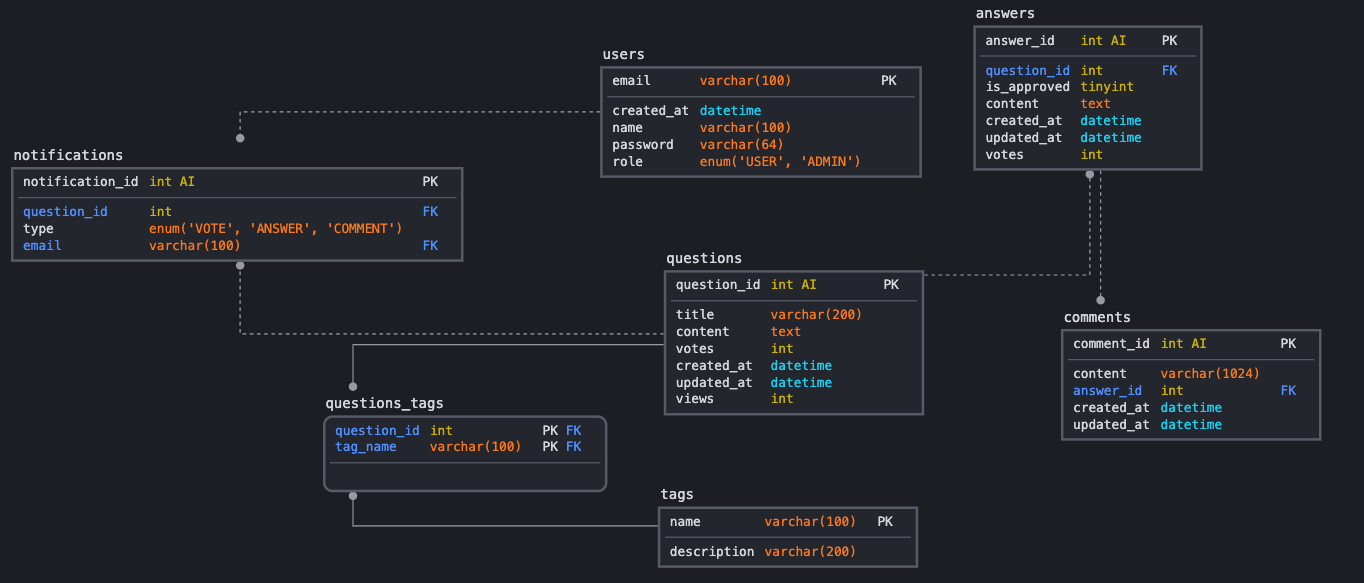 answers
answer_id int AI PK
question_id int FK
is_approved tinyint
content text
created_at datetime
updated_at datetime
votes int
users
email varchar(100) PK
created_at datetime
name varchar(100)
password varchar(64)
role enum('USER', 'ADMIN')
notifications
notification_id int AI PK
question_id int FK
type enum('VOTE', 'ANSWER', 'COMMENT')
email varchar(100) FK
questions
question_id int AI PK
title varchar(200)
content text
votes int
created_at datetime
updated_at datetime
views int
comments
comment_id int AI PK
content varchar(1024)
answer_id int FK
created_at datetime
updated_at datetime
questions_tags
question_id int PK FK
tag_name varchar(100) PK FK
tags
name varchar(100) PK
description varchar(200)